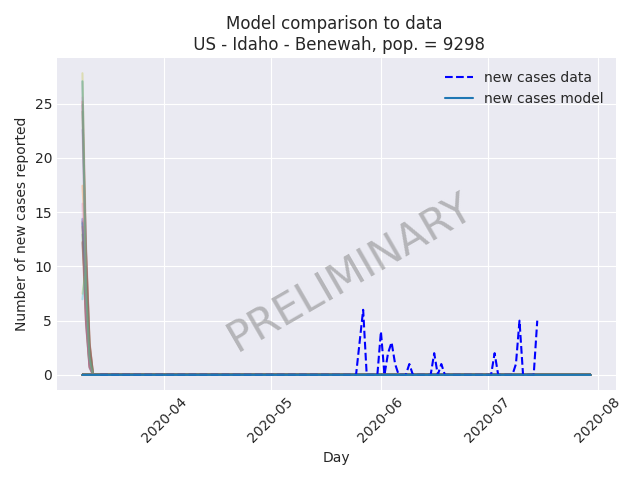 Model comparison to data
US - Idaho - Benewah, pop. = 9298
new cases data
new cases model
Number of new cases reported
25
20
15
10
5
0
PRELIMINARY
2020-04
2020-05
2020-06
2020-07
2020-08
Day